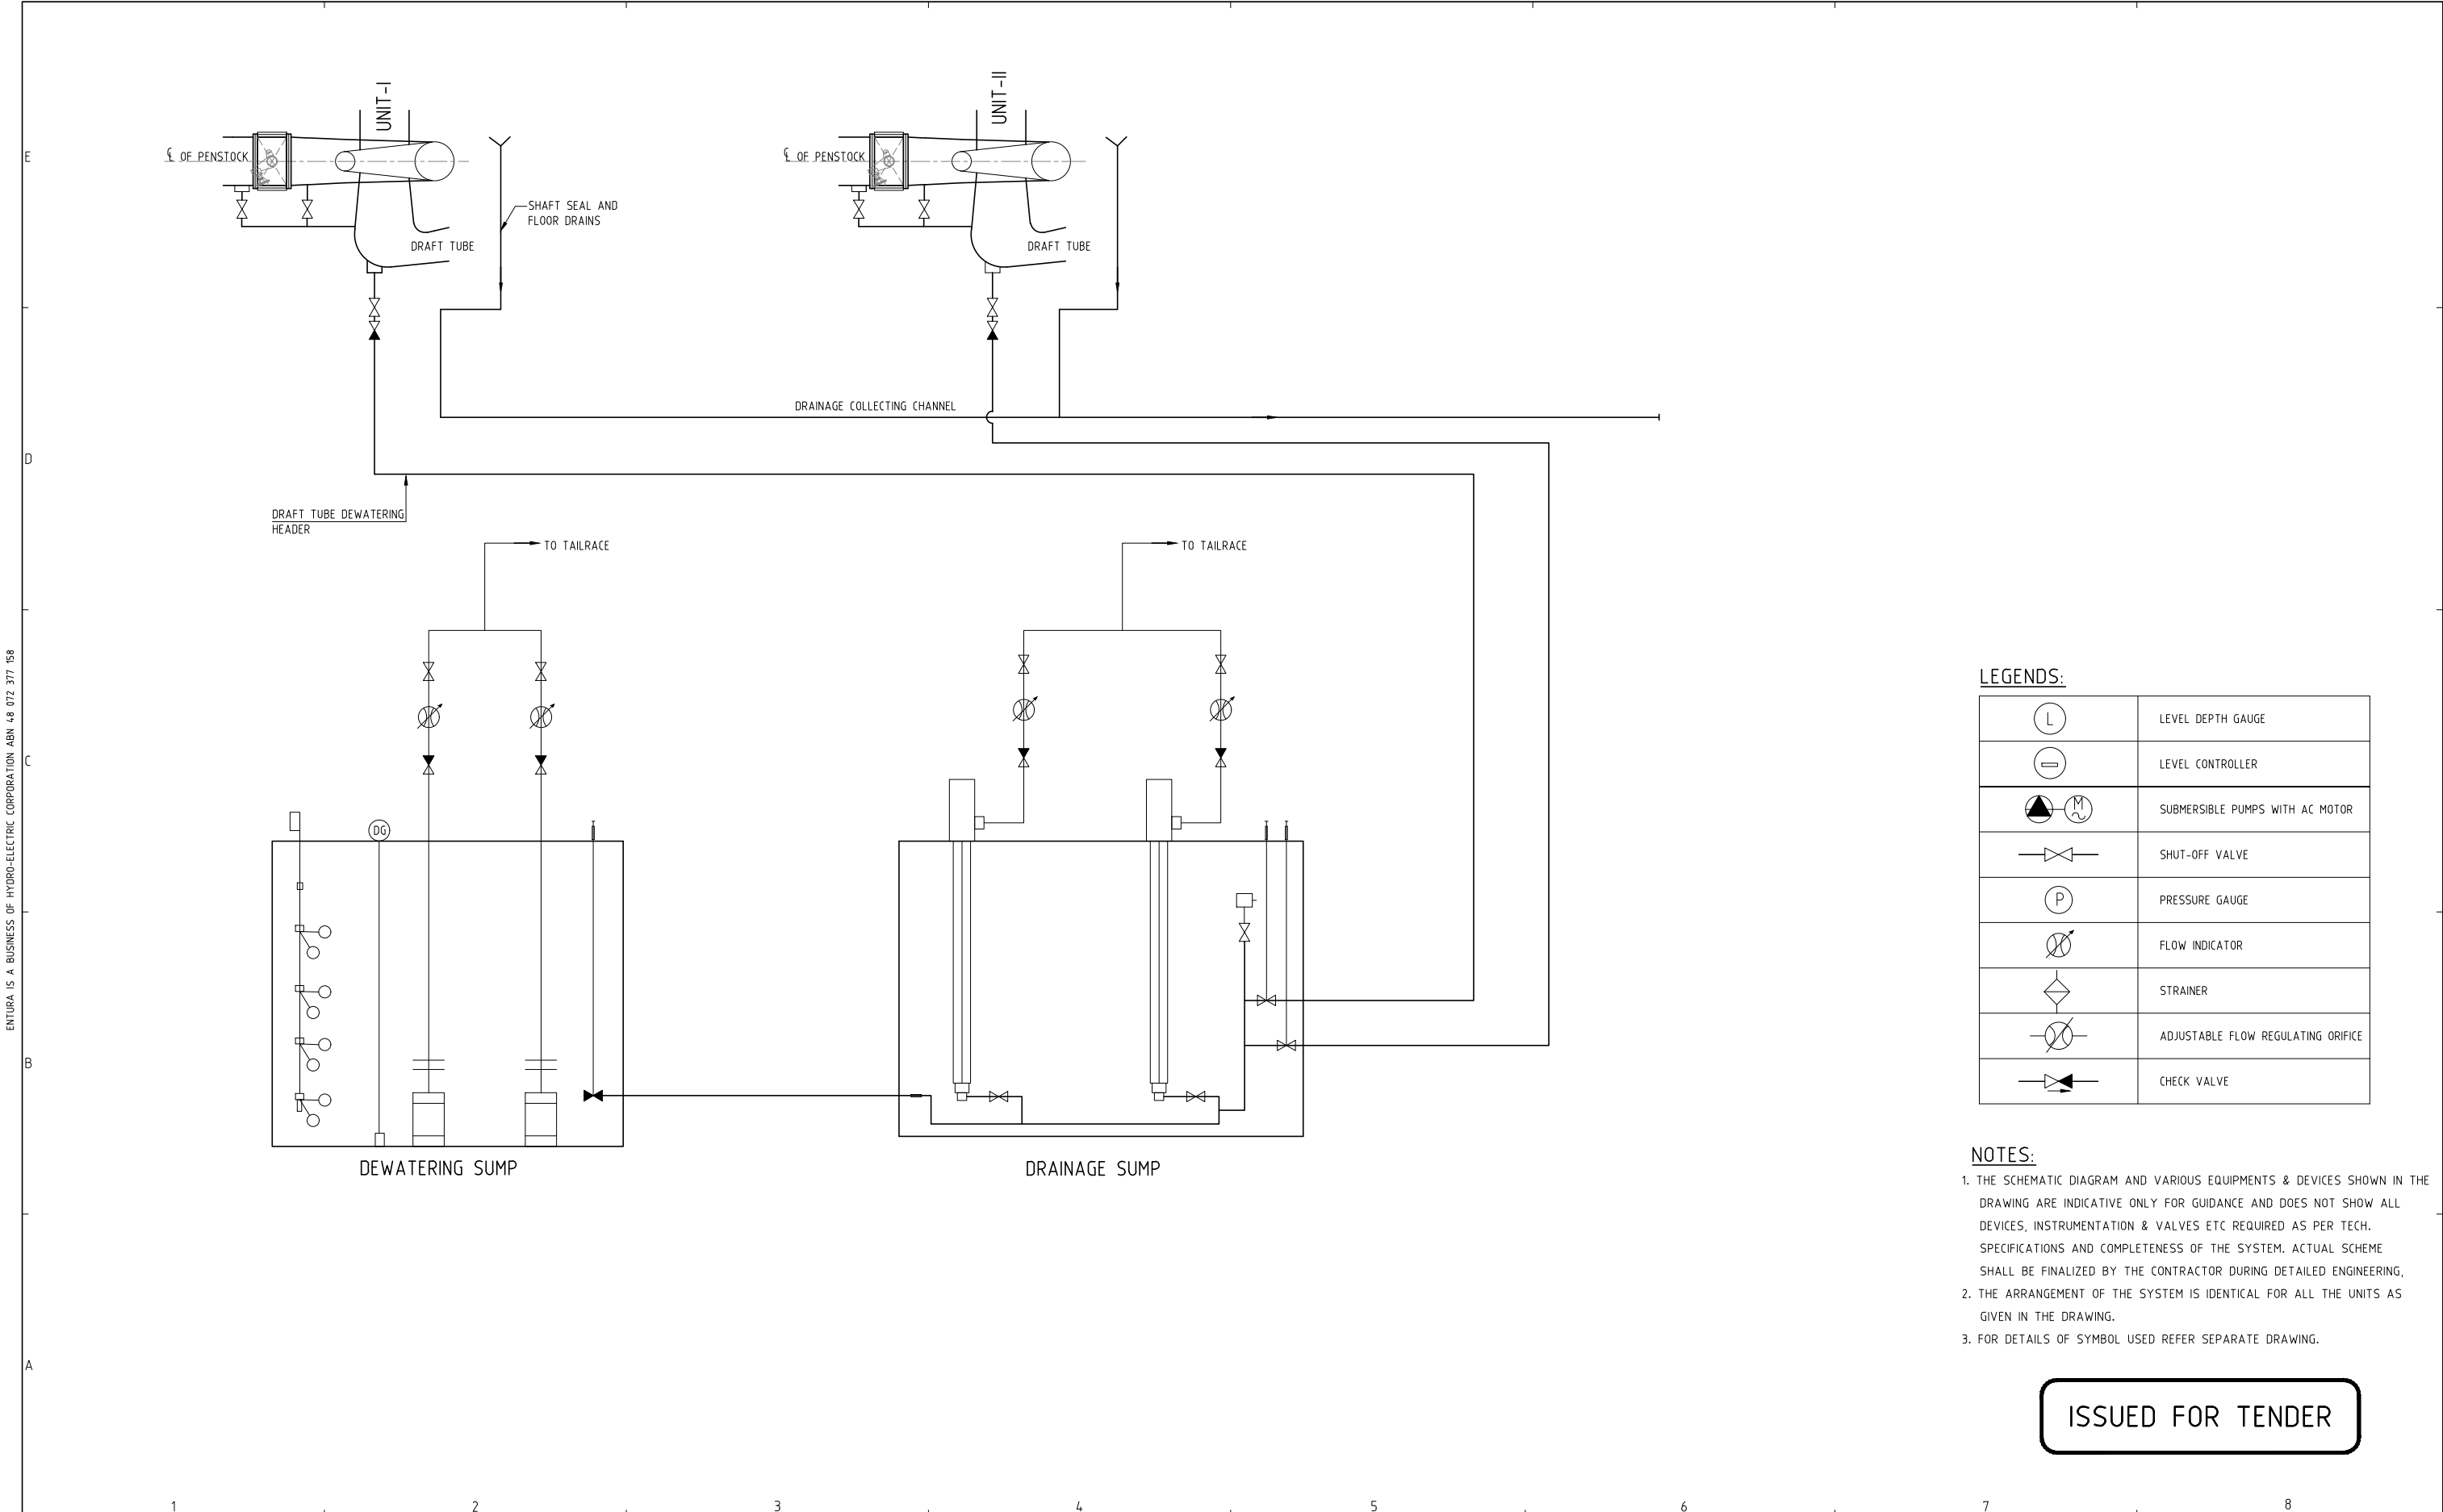 UNIT-I
UNIT-II
℄ OF PENSTOCK
℄ OF PENSTOCK
SHAFT SEAL AND
FLOOR DRAINS
DRAFT TUBE
DRAFT TUBE
DRAINAGE COLLECTING CHANNEL
DRAFT TUBE DEWATERING
HEADER
TO TAILRACE
TO TAILRACE
DG
DEWATERING SUMP
DRAINAGE SUMP
LEGENDS:
L LEVEL DEPTH GAUGE
LEVEL CONTROLLER
M SUBMERSIBLE PUMPS WITH AC MOTOR
SHUT-OFF VALVE
P PRESSURE GAUGE
FLOW INDICATOR
STRAINER
ADJUSTABLE FLOW REGULATING ORIFICE
CHECK VALVE
NOTES:
1. THE SCHEMATIC DIAGRAM AND VARIOUS EQUIPMENTS & DEVICES SHOWN IN THE
DRAWING ARE INDICATIVE ONLY FOR GUIDANCE AND DOES NOT SHOW ALL
DEVICES, INSTRUMENTATION & VALVES ETC REQUIRED AS PER TECH.
SPECIFICATIONS AND COMPLETENESS OF THE SYSTEM. ACTUAL SCHEME
SHALL BE FINALIZED BY THE CONTRACTOR DURING DETAILED ENGINEERING,
2. THE ARRANGEMENT OF THE SYSTEM IS IDENTICAL FOR ALL THE UNITS AS
GIVEN IN THE DRAWING.
3. FOR DETAILS OF SYMBOL USED REFER SEPARATE DRAWING.
ISSUED FOR TENDER
ENTURA IS A BUSINESS OF HYDRO-ELECTRIC CORPORATION ABN 48 072 377 158
E
D
C
B
A
1 2 3 4 5 6 7 8